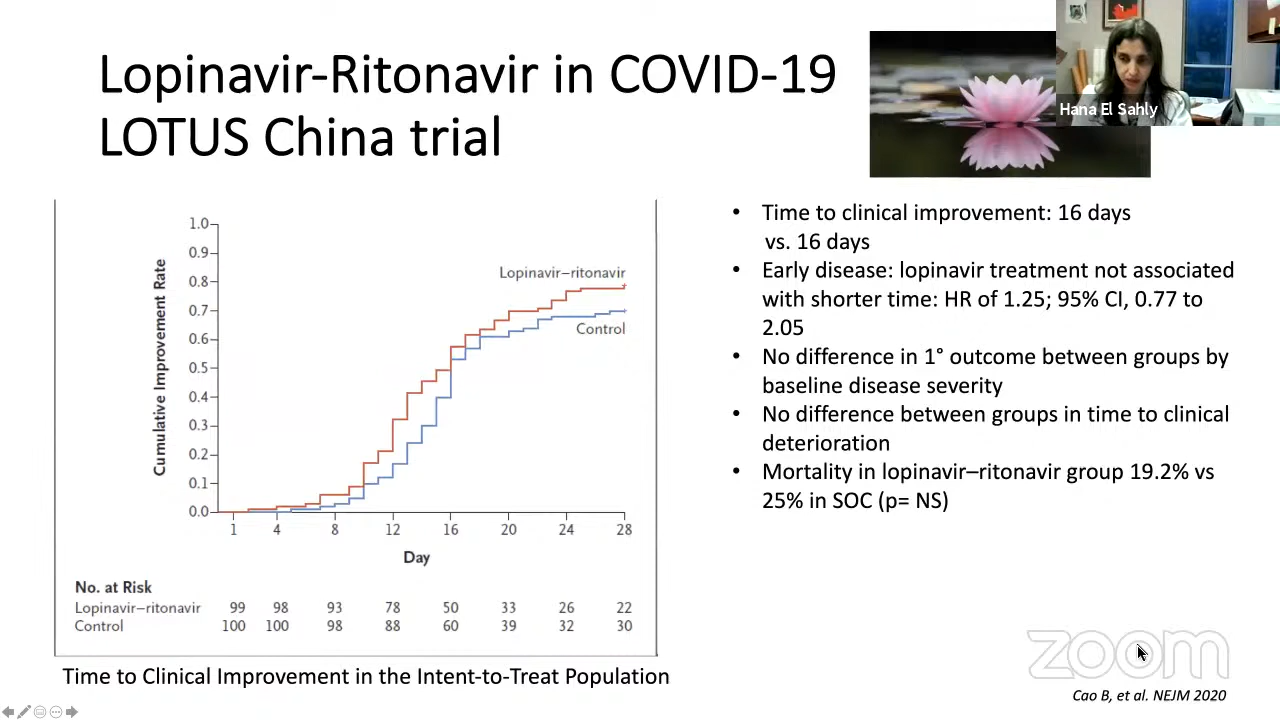 Lopinavir-Ritonavir in COVID-19
LOTUS China trial
Hana El Sahly
Cumulative Improvement Rate
1.0
0.9
0.8
0.7
0.6
0.5
0.4
0.3
0.2
0.1
0.0
Lopinavir–ritonavir
Control
1 4 8 12 16 20 24 28
Day
No. at Risk
Lopinavir–ritonavir 99 98 93 78 50 33 26 22
Control 100 100 98 88 60 39 32 30
Time to Clinical Improvement in the Intent-to-Treat Population
• Time to clinical improvement: 16 days
vs. 16 days
• Early disease: lopinavir treatment not associated
with shorter time: HR of 1.25; 95% CI, 0.77 to
2.05
• No difference in 1° outcome between groups by
baseline disease severity
• No difference between groups in time to clinical
deterioration
• Mortality in lopinavir–ritonavir group 19.2% vs
25% in SOC (p= NS)
zoom
Cao B, et al. NEJM 2020